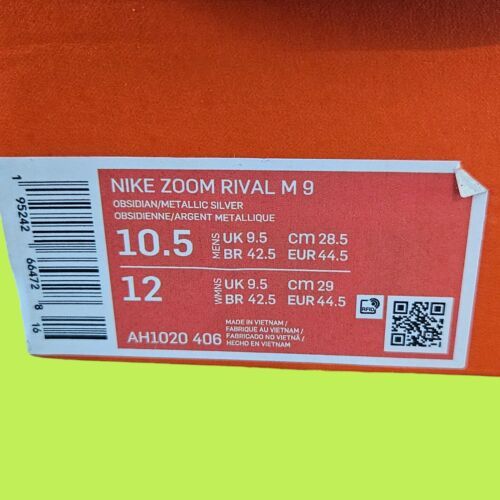 NIKE ZOOM RIVAL M 9
OBSIDIAN/METALLIC SILVER
OBSIDIENNE/ARGENT METALLIQUE
10.5 MENS UK 9.5 CM 28.5
BR 42.5 EUR 44.5
12 WMNS UK 9.5 CM 29
BR 42.5 EUR 44.5
MADE IN VIETNAM /
FABRIQUE AU VIETNAM /
FABRICADO NO VIETNÃ /
HECHO EN VIETNAM
AH1020 406
RFID
1 95242 66472 8 16